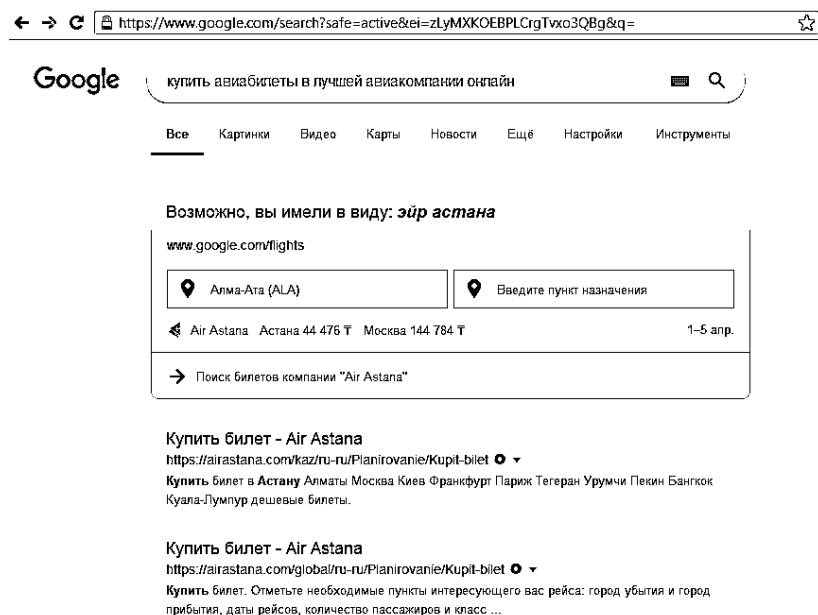 https://www.google.com/search?safe=active&ei=zLyMXKOEBPLCrgTvxo3QBg&q=
Google
купить авиабилеты в лучшей авиакомпании онлайн
Все Картинки Видео Карты Новости Ещё Настройки Инструменты
Возможно, вы имели в виду: эйр астана
www.google.com/flights
Алма-Ата (ALA) Введите пункт назначения
Air Astana Астана 44 476 ₸ Москва 144 784 ₸ 1–5 апр.
Поиск билетов компании "Air Astana"
Купить билет - Air Astana
https://airastana.com/kaz/ru-ru/Planirovanie/Kupit-bilet
Купить билет в Астану Алматы Москва Киев Франкфурт Париж Тегеран Урумчи Пекин Бангкок
Куала-Лумпур дешевые билеты.
Купить билет - Air Astana
https://airastana.com/global/ru-ru/Planirovanie/Kupit-bilet
Купить билет. Отметьте необходимые пункты интересующего вас рейса: город убытия и город
прибытия, даты рейсов, количество пассажиров и класс ...